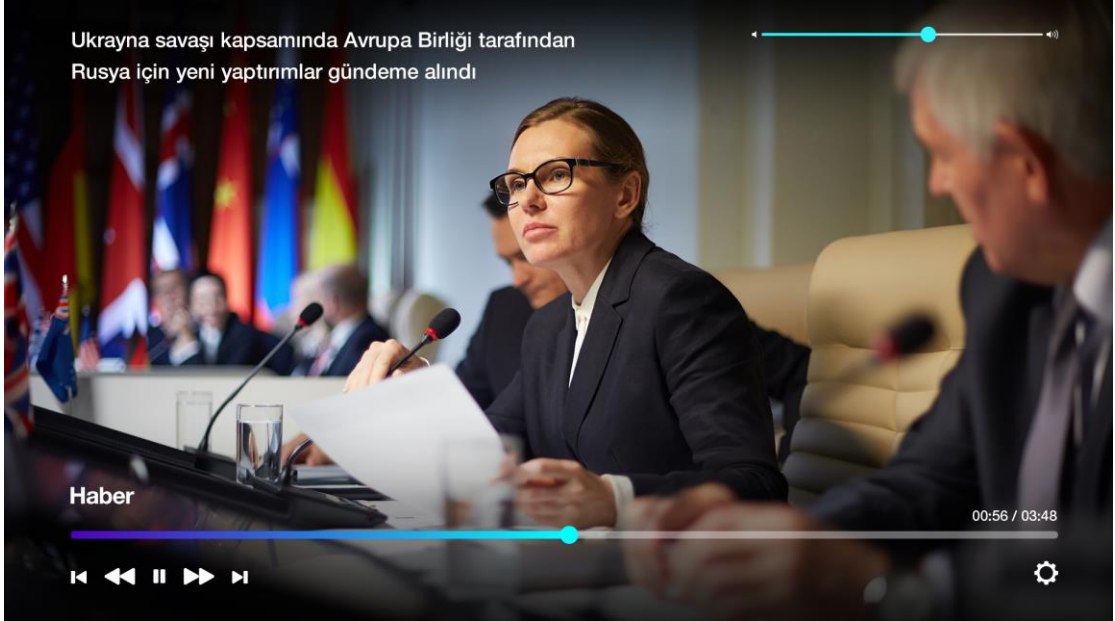 Ukrayna savaşı kapsamında Avrupa Birliği tarafından
Rusya için yeni yaptırımlar gündeme alındı
Haber
00:56 / 03:48